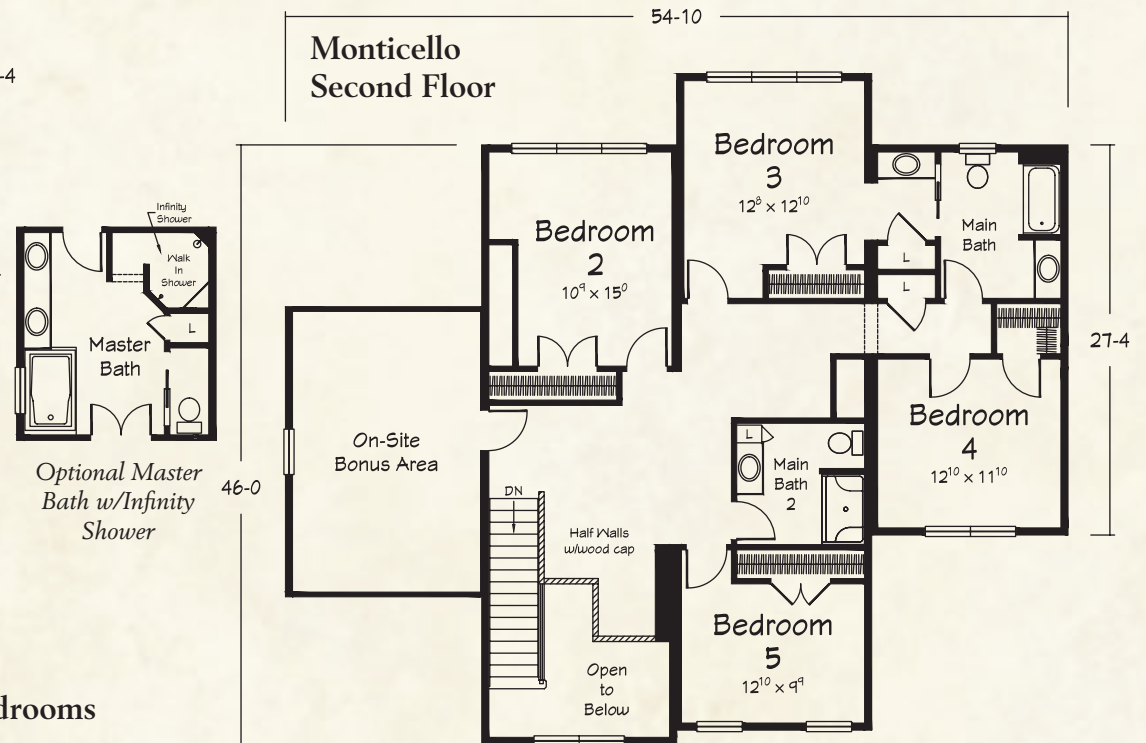 54-10
-4
Monticello
Second Floor
Bedroom
3
12⁸ x 12¹⁰
Main
Bath
L
L
Bedroom
2
10⁹ x 15⁰
Infinity
Shower
Walk
In
Shower
L
Master
Bath
Optional Master
Bath w/Infinity
Shower
27-4
46-0
On-Site
Bonus Area
Bedroom
4
12¹⁰ x 11¹⁰
L
Main
Bath
2
DN
Half Walls
w/wood cap
Bedroom
5
12¹⁰ x 9⁹
Open
to
Below
drooms